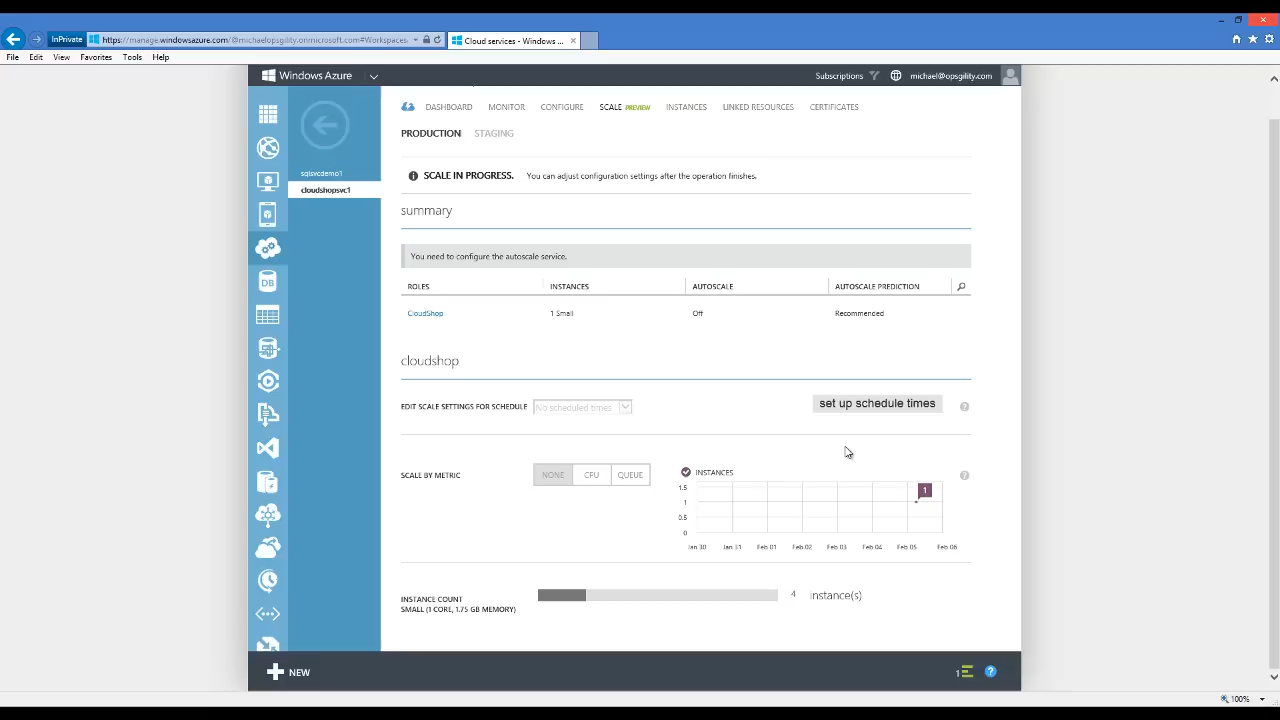 InPrivate
https://manage.windowsazure.com/@michaelopsgility.onmicrosoft.com#Workspaces.
Cloud services - Windows ...
File Edit View Favorites Tools Help
Windows Azure
Subscriptions
michael@opsgility.com
DASHBOARD MONITOR CONFIGURE SCALE PREVIEW INSTANCES LINKED RESOURCES CERTIFICATES
PRODUCTION STAGING
sqlsvcdemo1
cloudshopsvc1
SCALE IN PROGRESS. You can adjust configuration settings after the operation finishes.
summary
You need to configure the autoscale service.
ROLES INSTANCES AUTOSCALE AUTOSCALE PREDICTION
CloudShop 1 Small Off Recommended
cloudshop
EDIT SCALE SETTINGS FOR SCHEDULE No scheduled times set up schedule times ?
SCALE BY METRIC NONE CPU QUEUE INSTANCES ?
1.5
1
1
0.5
0
Jan 30 Jan 31 Feb 01 Feb 02 Feb 03 Feb 04 Feb 05 Feb 06
INSTANCE COUNT
SMALL (1 CORE, 1.75 GB MEMORY)
4 instance(s)
DB
NEW
1
?
100%